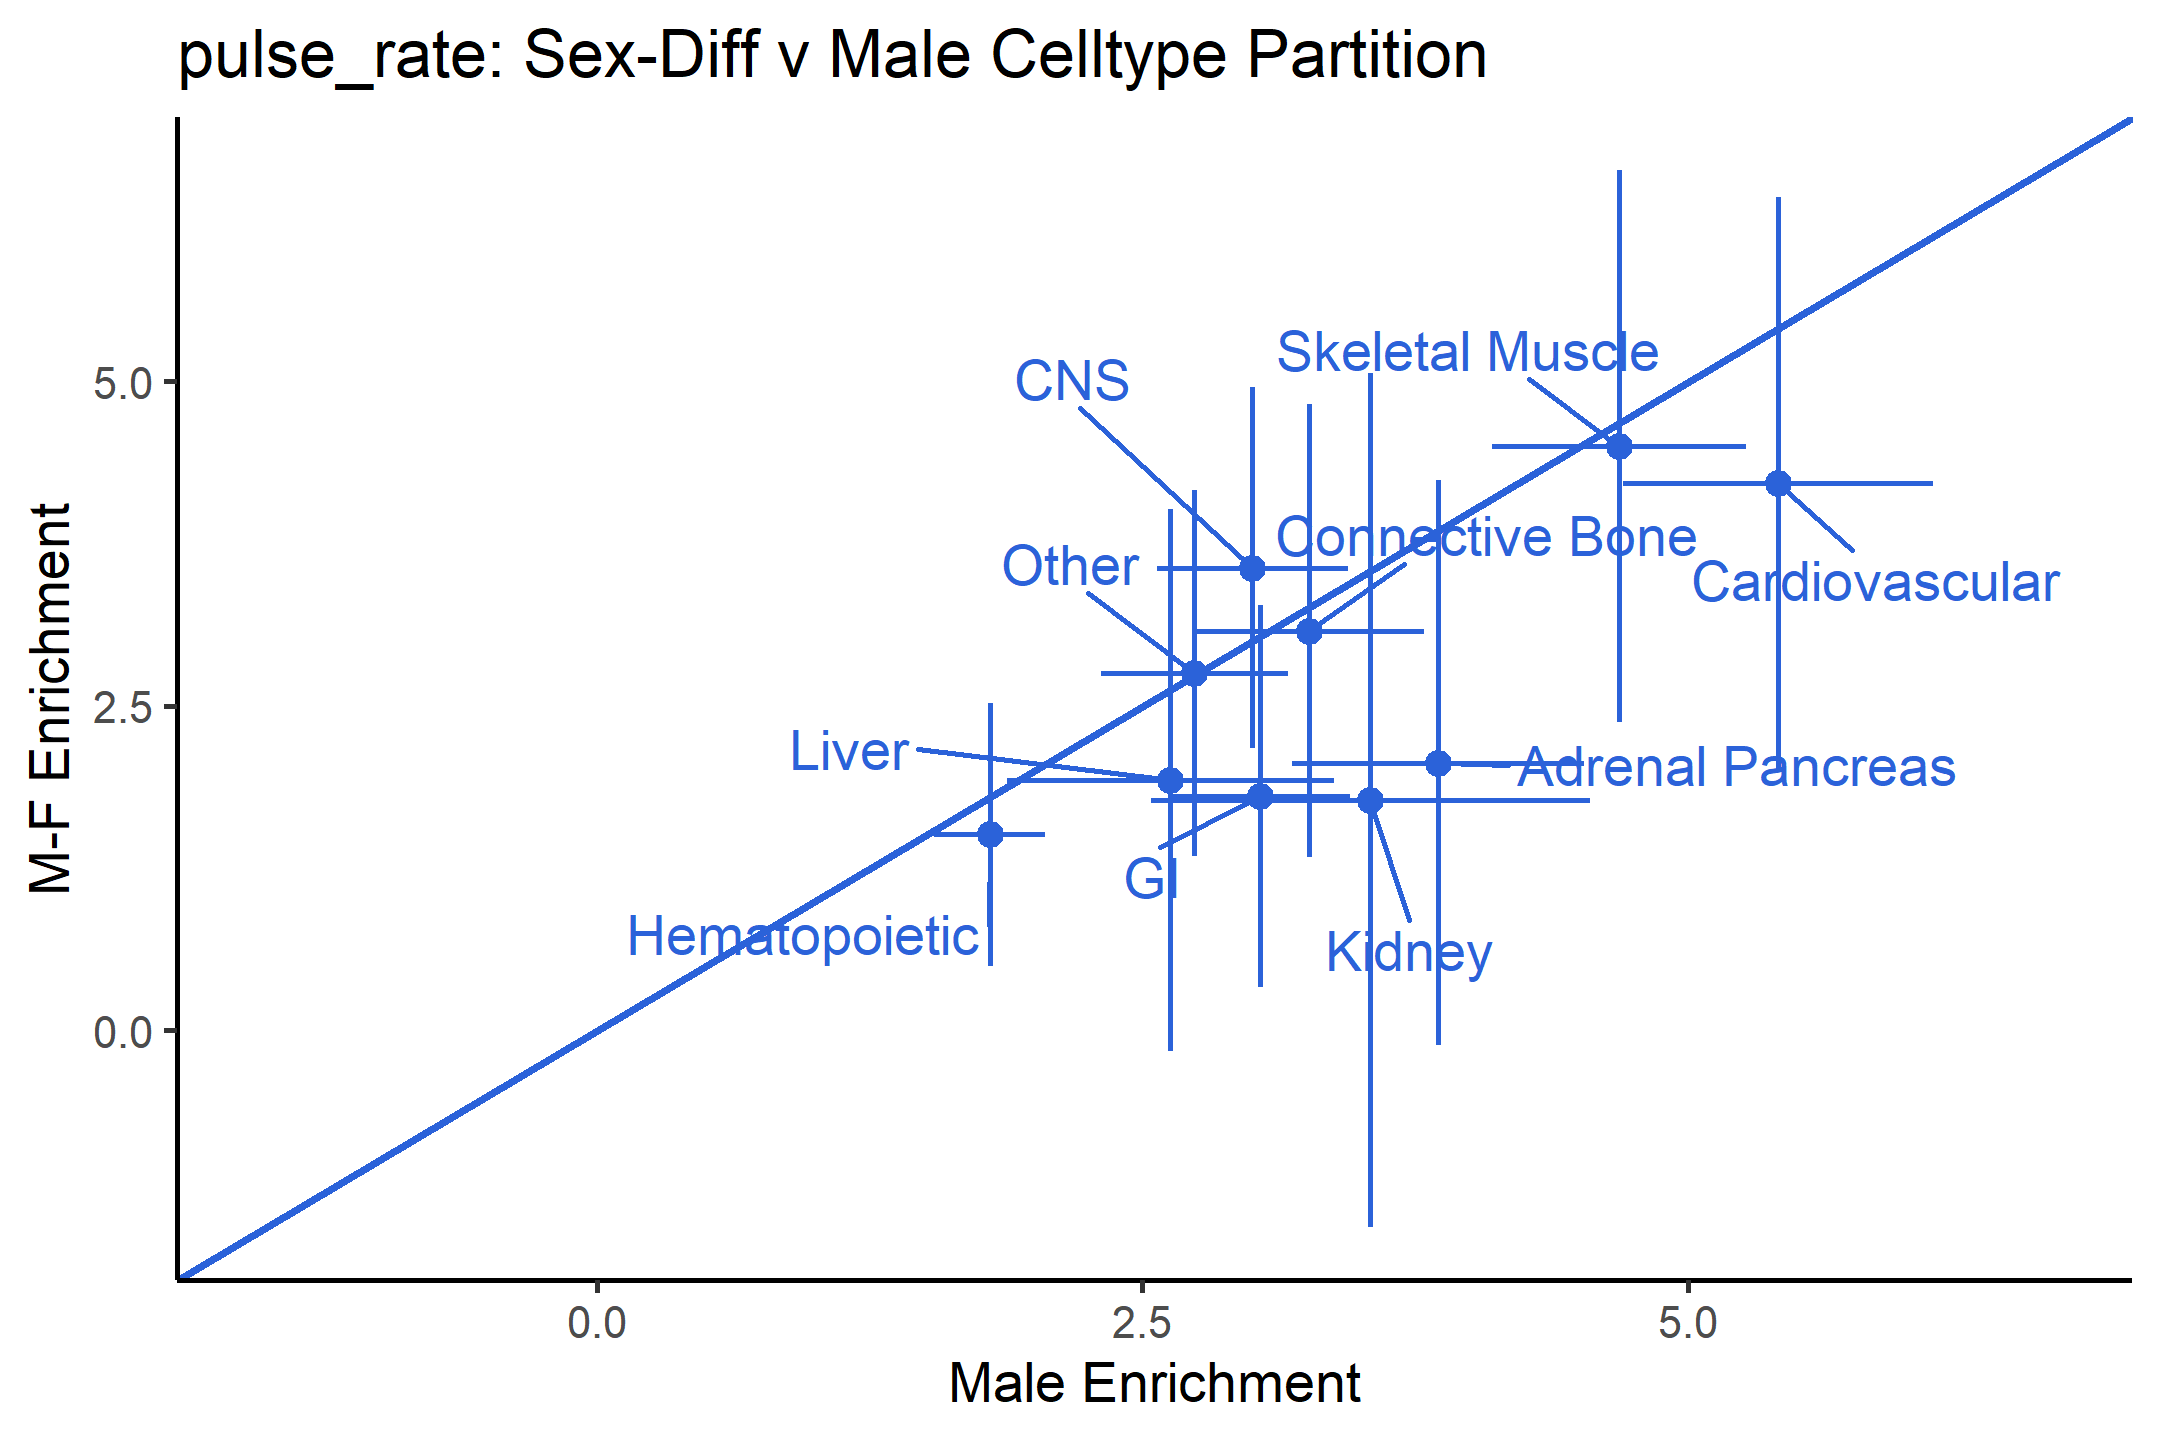 pulse_rate: Sex-Diff v Male Celltype Partition
M-F Enrichment
5.0
2.5
0.0
Skeletal Muscle
CNS
Connective Bone
Other
Cardiovascular
Liver
Adrenal Pancreas
GI
Hematopoietic
Kidney
0.0
2.5
5.0
Male Enrichment